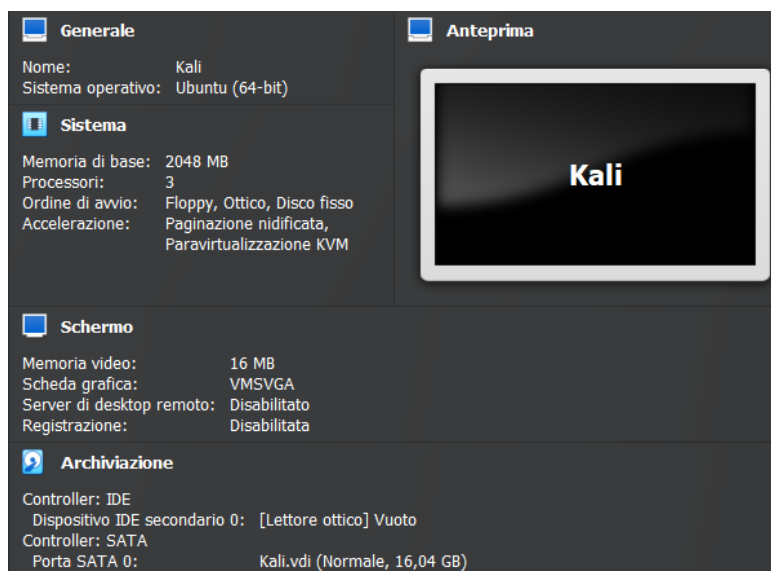 Generale
Nome: Kali
Sistema operativo: Ubuntu (64-bit)
Sistema
Memoria di base: 2048 MB
Processori: 3
Ordine di avvio: Floppy, Ottico, Disco fisso
Accelerazione: Paginazione nidificata,
Paravirtualizzazione KVM
Anteprima
Kali
Schermo
Memoria video: 16 MB
Scheda grafica: VMSVGA
Server di desktop remoto: Disabilitato
Registrazione: Disabilitata
Archiviazione
Controller: IDE
Dispositivo IDE secondario 0: [Lettore ottico] Vuoto
Controller: SATA
Porta SATA 0: Kali.vdi (Normale, 16,04 GB)